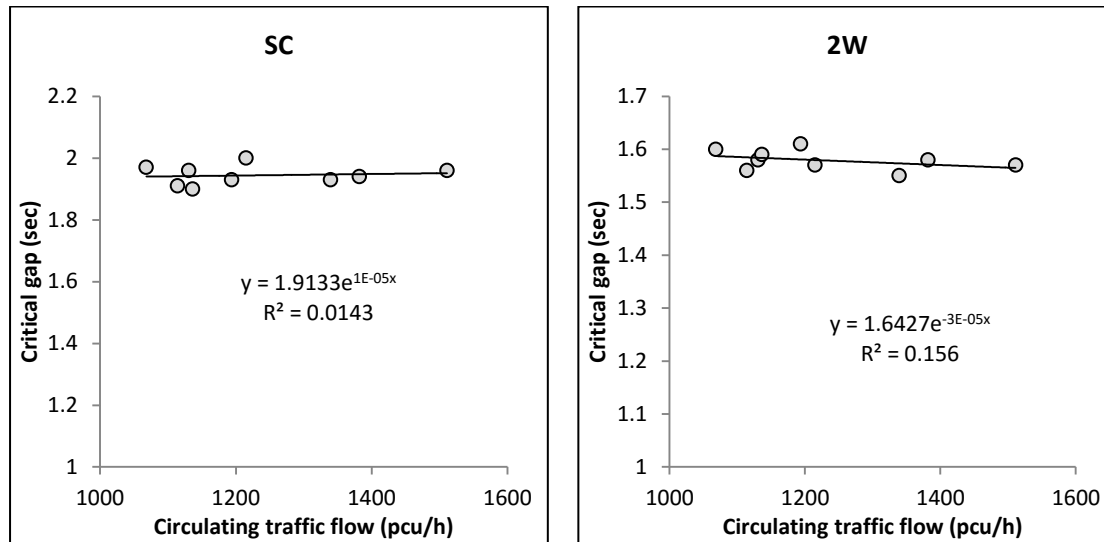 SC
2.2
2
1.8
1.6
1.4
1.2
1
Critical gap (sec)
y = 1.9133e^1E-05x
R² = 0.0143
1000 1200 1400 1600
Circulating traffic flow (pcu/h)
2W
1.7
1.6
1.5
1.4
1.3
1.2
1.1
1
Critical gap (sec)
y = 1.6427e^-3E-05x
R² = 0.156
1000 1200 1400 1600
Circulating traffic flow (pcu/h)